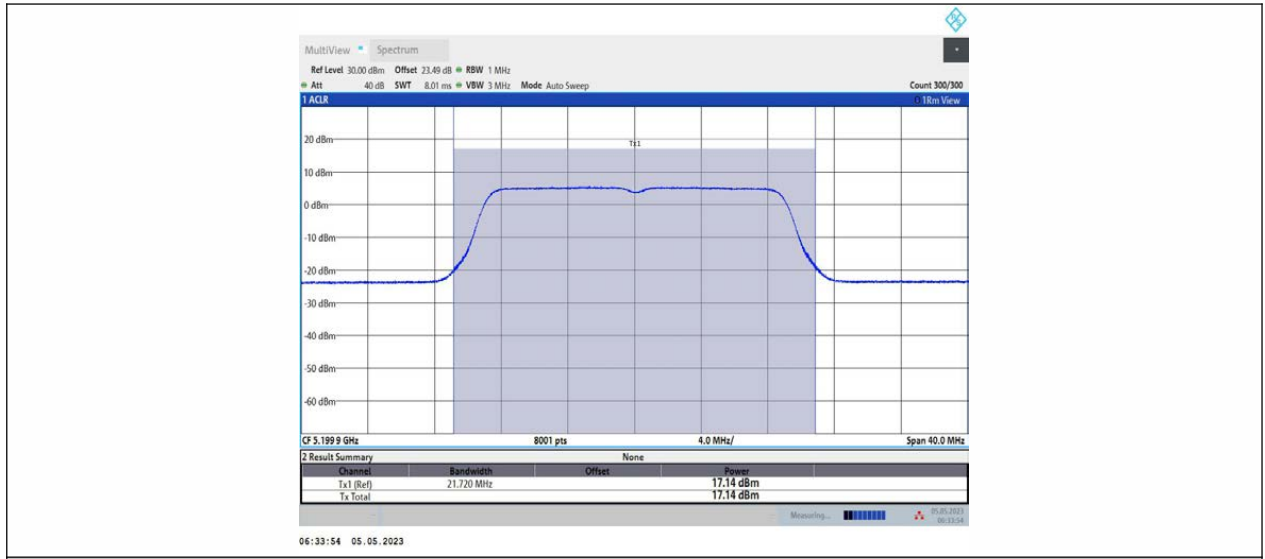 MultiView Spectrum
Ref Level 30.00 dBm Offset 23.49 dB RBW 1 MHz
Att 40 dB SWT 8.01 ms VBW 3 MHz Mode Auto Sweep Count 300/300
1 ACLR 1Rm View
Tx1
20 dBm
10 dBm
0 dBm
-10 dBm
-20 dBm
-30 dBm
-40 dBm
-50 dBm
-60 dBm
CF 5.199 9 GHz 8001 pts 4.0 MHz/ Span 40.0 MHz
2 Result Summary None
Channel Bandwidth Offset Power
Tx1 (Ref) 21.720 MHz 17.14 dBm
Tx Total 17.14 dBm
Measuring... 05.05.2023
06:33:54
06:33:54 05.05.2023